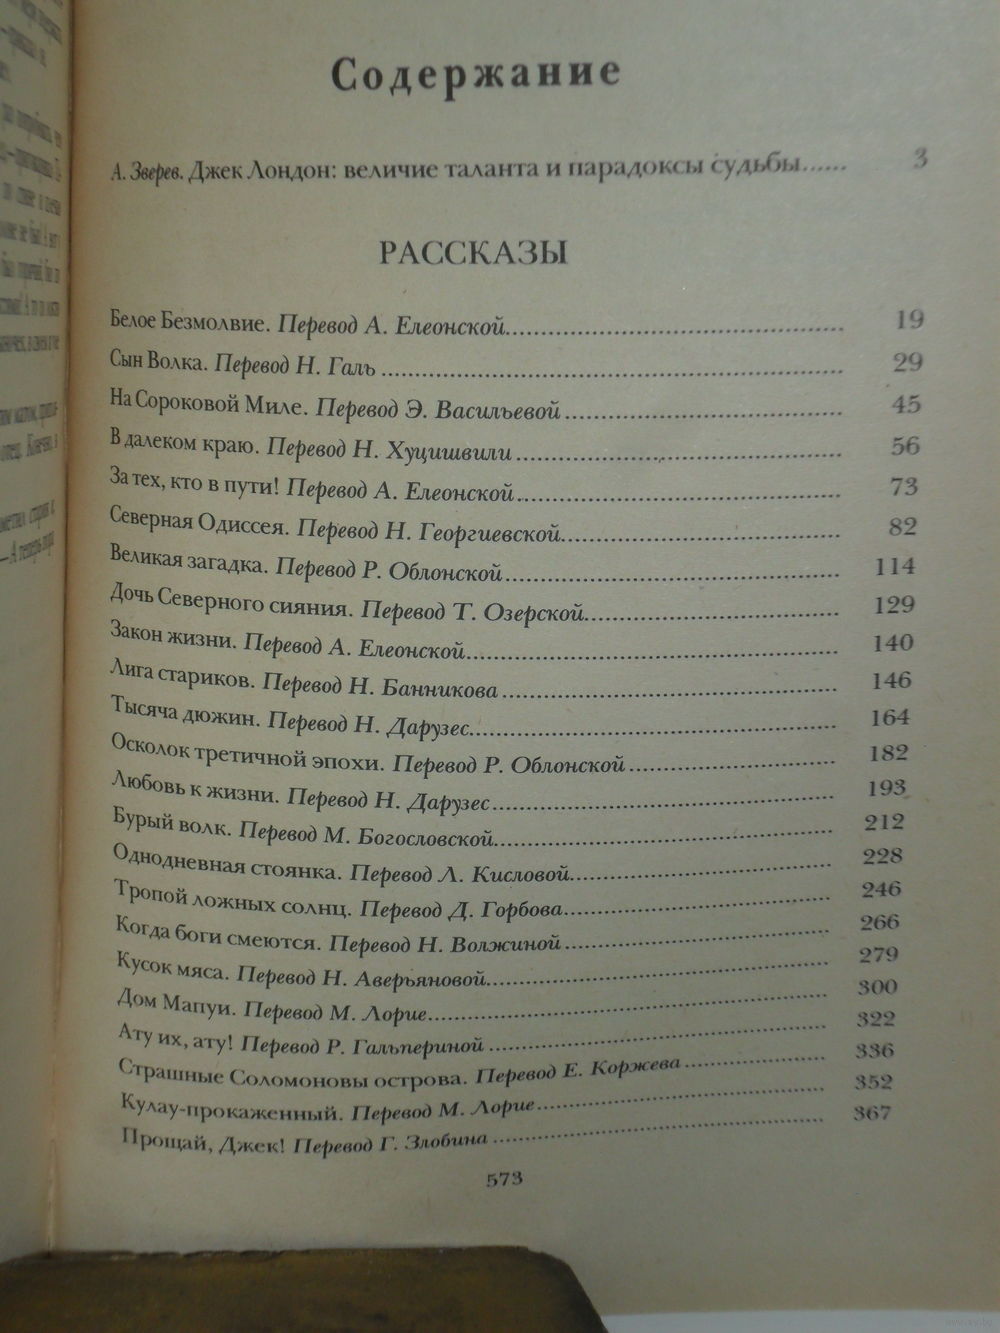 Содержание
А. Зверев. Джек Лондон: величие таланта и парадоксы судьбы...... 3
РАССКАЗЫ
Белое Безмолвие. Перевод А. Елеонской........ 19
Сын Волка. Перевод Н. Галь ........ 29
На Сороковой Миле. Перевод Э. Васильевой ........ 45
В далеком краю. Перевод Н. Хуцишвили ........ 56
За тех, кто в пути! Перевод А. Елеонской ........ 73
Северная Одиссея. Перевод Н. Георгиевской........ 82
Великая загадка. Перевод Р. Облонской ........ 114
Дочь Северного сияния. Перевод Т. Озерской........ 129
Закон жизни. Перевод А. Елеонской........ 140
Лига стариков. Перевод Н. Банникова ........ 146
Тысяча дюжин. Перевод Н. Дарузес........ 164
Осколок третичной эпохи. Перевод Р. Облонской ........ 182
Любовь к жизни. Перевод Н. Дарузес ........ 193
Бурый волк. Перевод М. Богословской........ 212
Однодневная стоянка. Перевод Л. Кисловой........ 228
Тропой ложных солнц. Перевод Д. Горбова........ 246
Когда боги смеются. Перевод Н. Волжиной ........ 266
Кусок мяса. Перевод Н. Аверьяновой........ 279
Дом Мапуи. Перевод М. Лорие........ 300
Ату их, ату! Перевод Р. Гальпериной ........ 322
Страшные Соломоновы острова. Перевод Е. Коржева ........ 336
Кулау-прокаженный. Перевод М. Лорие........ 352
Прощай, Джек! Перевод Г. Злобина ........ 367
573